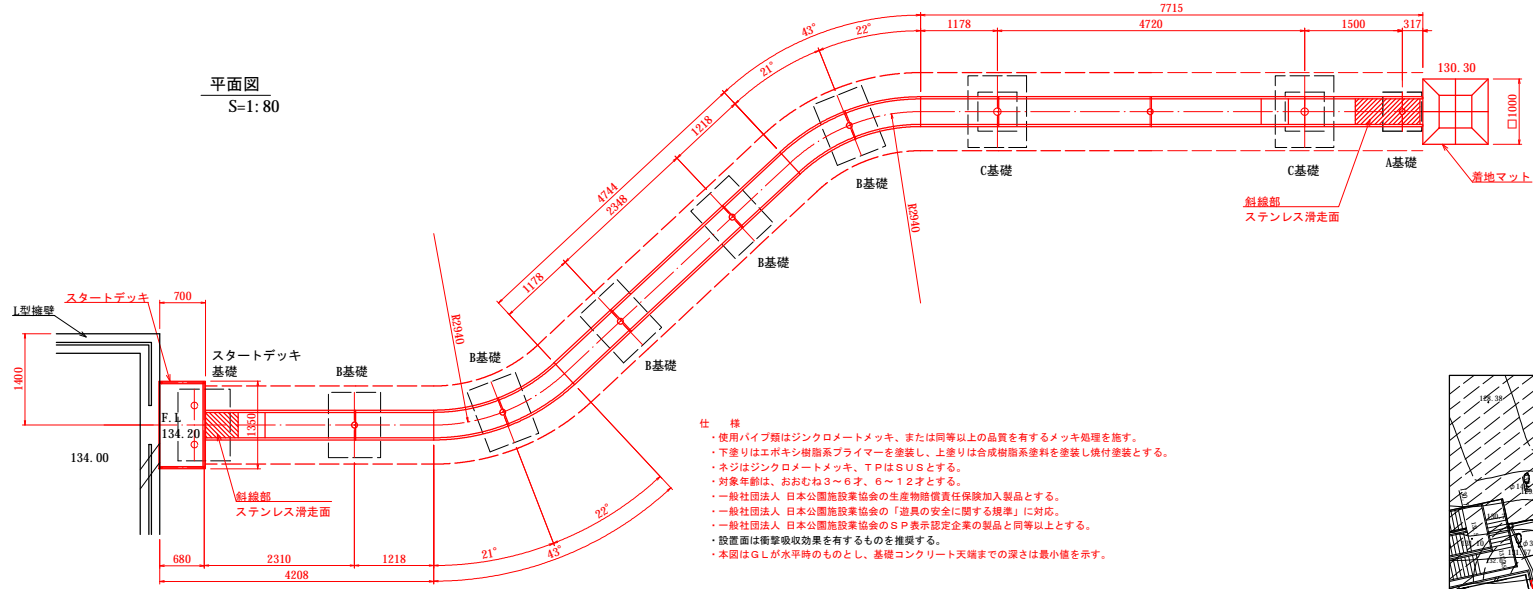 平面図
S=1:80
7715
1178
4720
1500
317
43°
22°
21°
130.30
□1000
着地マット
A基礎
C基礎
C基礎
斜線部
ステンレス滑走面
B基礎
R2940
1218
4744
2348
B基礎
1178
B基礎
R2940
B基礎
スタートデッキ
700
L型擁壁
1400
スタートデッキ
基礎
B基礎
F.L
134.20
1350
134.00
斜線部
ステンレス滑走面
680
2310
1218
4208
21°
22°
43°
仕 様
・使用パイプ類はジンクロメートメッキ、または同等以上の品質を有するメッキ処理を施す。
・下塗りはエポキシ樹脂系プライマーを塗装し、上塗りは合成樹脂系塗料を塗装し焼付塗装とする。
・ネジはジンクロメートメッキ、TPはSUSとする。
・対象年齢は、おおむね3~6才、6~12才とする。
・一般社団法人 日本公園施設業協会の生産物賠償責任保険加入製品とする。
・一般社団法人 日本公園施設業協会の「遊具の安全に関する規準」に対応。
・一般社団法人 日本公園施設業協会のSP表示認定企業の製品と同等以上とする。
・設置面は衝撃吸収効果を有するものを推奨する。
・本図はGLが水平時のものとし、基礎コンクリート天端までの深さは最小値を示す。